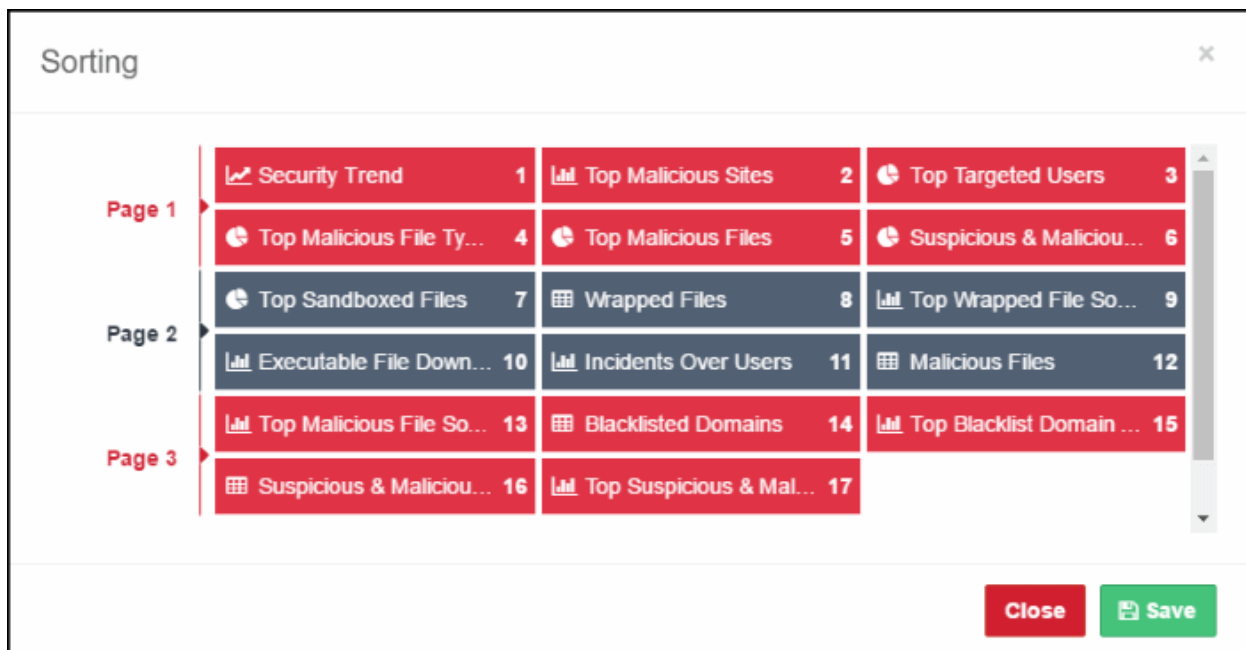 Sorting ×
Page 1
Security Trend 1 Top Malicious Sites 2 Top Targeted Users 3
Top Malicious File Ty... 4 Top Malicious Files 5 Suspicious & Maliciou... 6
Page 2
Top Sandboxed Files 7 Wrapped Files 8 Top Wrapped File So... 9
Executable File Down... 10 Incidents Over Users 11 Malicious Files 12
Page 3
Top Malicious File So... 13 Blacklisted Domains 14 Top Blacklist Domain ... 15
Suspicious & Maliciou... 16 Top Suspicious & Mal... 17
Close Save